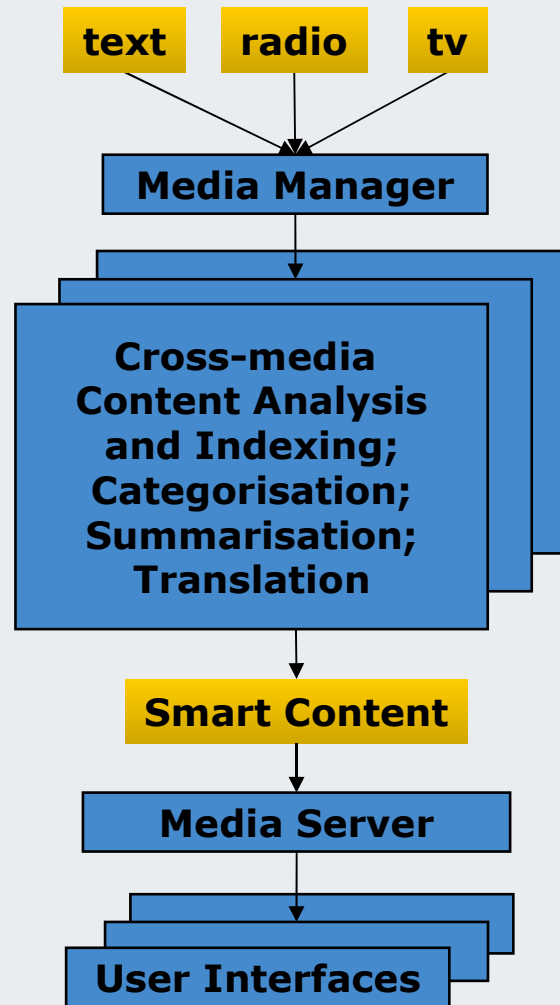 text radio tv
Media Manager
Cross-media
Content Analysis
and Indexing;
Categorisation;
Summarisation;
Translation
Smart Content
Media Server
User Interfaces